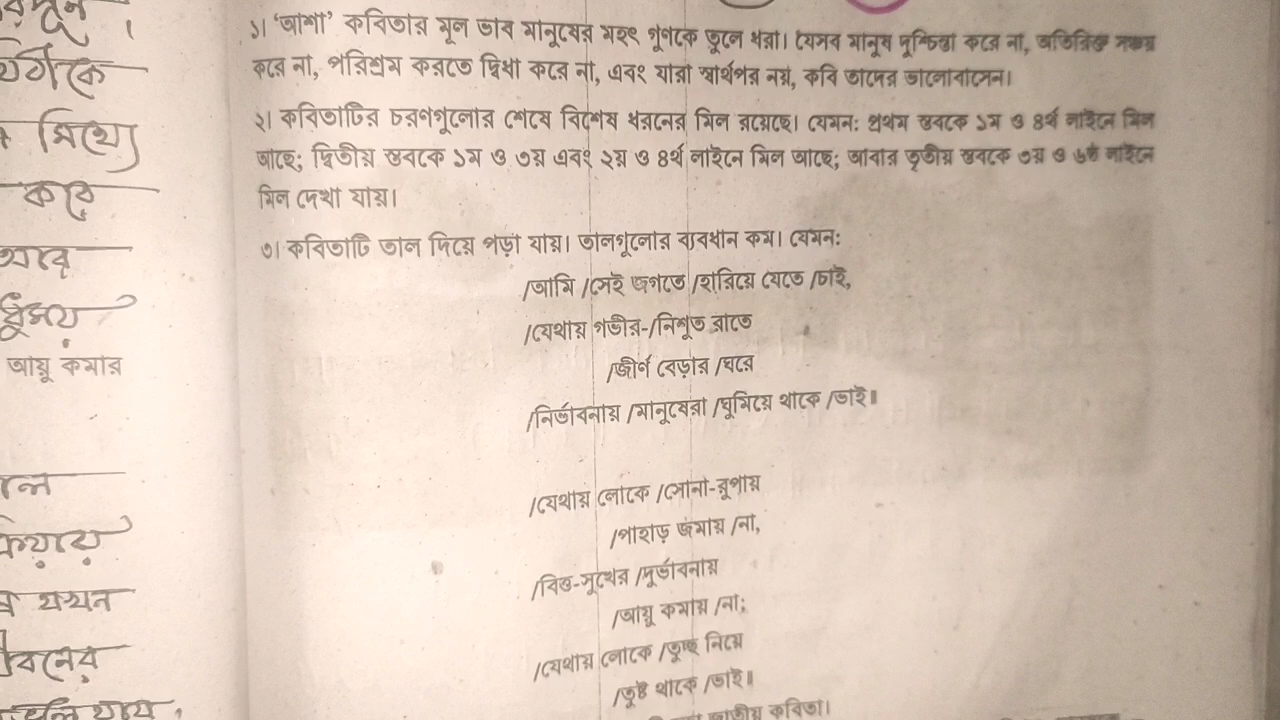 মিথ্যে
করে
আয়ু কমার
যখন
১। ‘আশা’ কবিতার মূল ভাব মানুষের মহৎ গুণকে তুলে ধরা। যেসব মানুষ দুশ্চিন্তা করে না, অতিরিক্ত সঞ্চয়
করে না, পরিশ্রম করতে দ্বিধা করে না, এবং যারা স্বার্থপর নয়, কবি তাদের ভালোবাসেন।
২। কবিতাটির চরণগুলোর শেষে বিশেষ ধরনের মিল রয়েছে। যেমন: প্রথম স্তবকে ১ম ও ৪র্থ লাইনে মিল
আছে; দ্বিতীয় স্তবকে ১ম ও ৩য় এবং ২য় ও ৪র্থ লাইনে মিল আছে; আবার তৃতীয় স্তবকে ৩য় ও ৬ষ্ঠ লাইনে
মিল দেখা যায়।
৩। কবিতাটি তাল দিয়ে পড়া যায়। তালগুলোর ব্যবধান কম। যেমন:
/আমি /সেই জগতে /হারিয়ে যেতে /চাই,
/যেথায় গভীর-/নিশুত রাতে
/জীর্ণ বেড়ার /ঘরে
/নির্ভাবনায় /মানুষেরা /ঘুমিয়ে থাকে /ভাই॥
/যেথায় লোকে /সোনা-রূপায়
/পাহাড় জমায় /না,
/বিত্ত-সুখের /দুর্ভাবনায়
/আয়ু কমায় /না;
/যেথায় লোকে /তুচ্ছ নিয়ে
/তুষ্ট থাকে /ভাই॥
জাতীয় কবিতা।